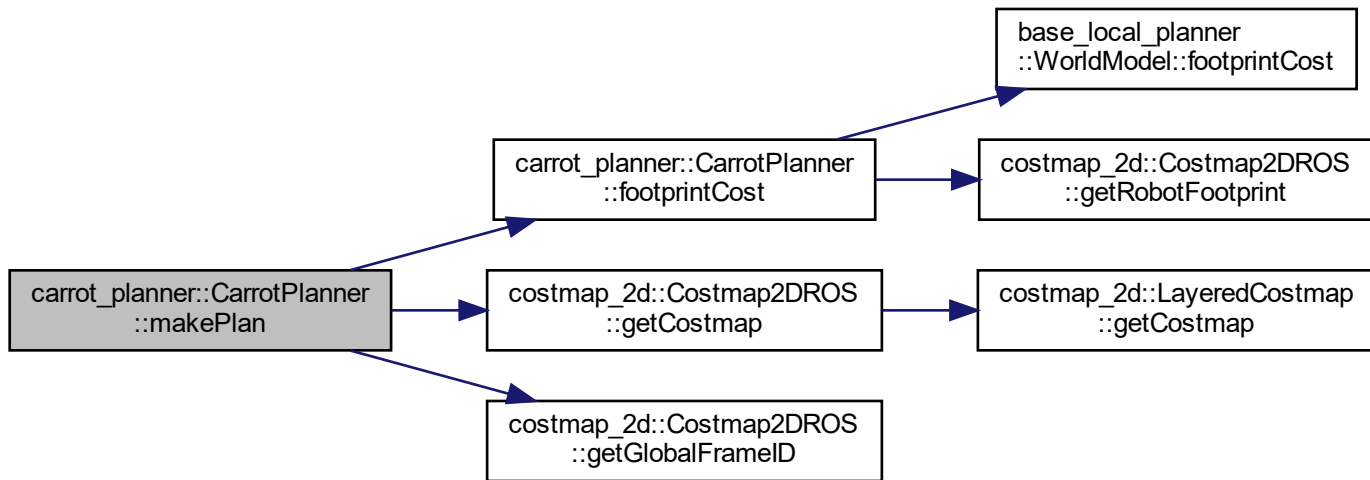 base_local_planner
::WorldModel::footprintCost
carrot_planner::CarrotPlanner
::footprintCost
costmap_2d::Costmap2DROS
::getRobotFootprint
carrot_planner::CarrotPlanner
::makePlan
costmap_2d::Costmap2DROS
::getCostmap
costmap_2d::LayeredCostmap
::getCostmap
costmap_2d::Costmap2DROS
::getGlobalFrameID